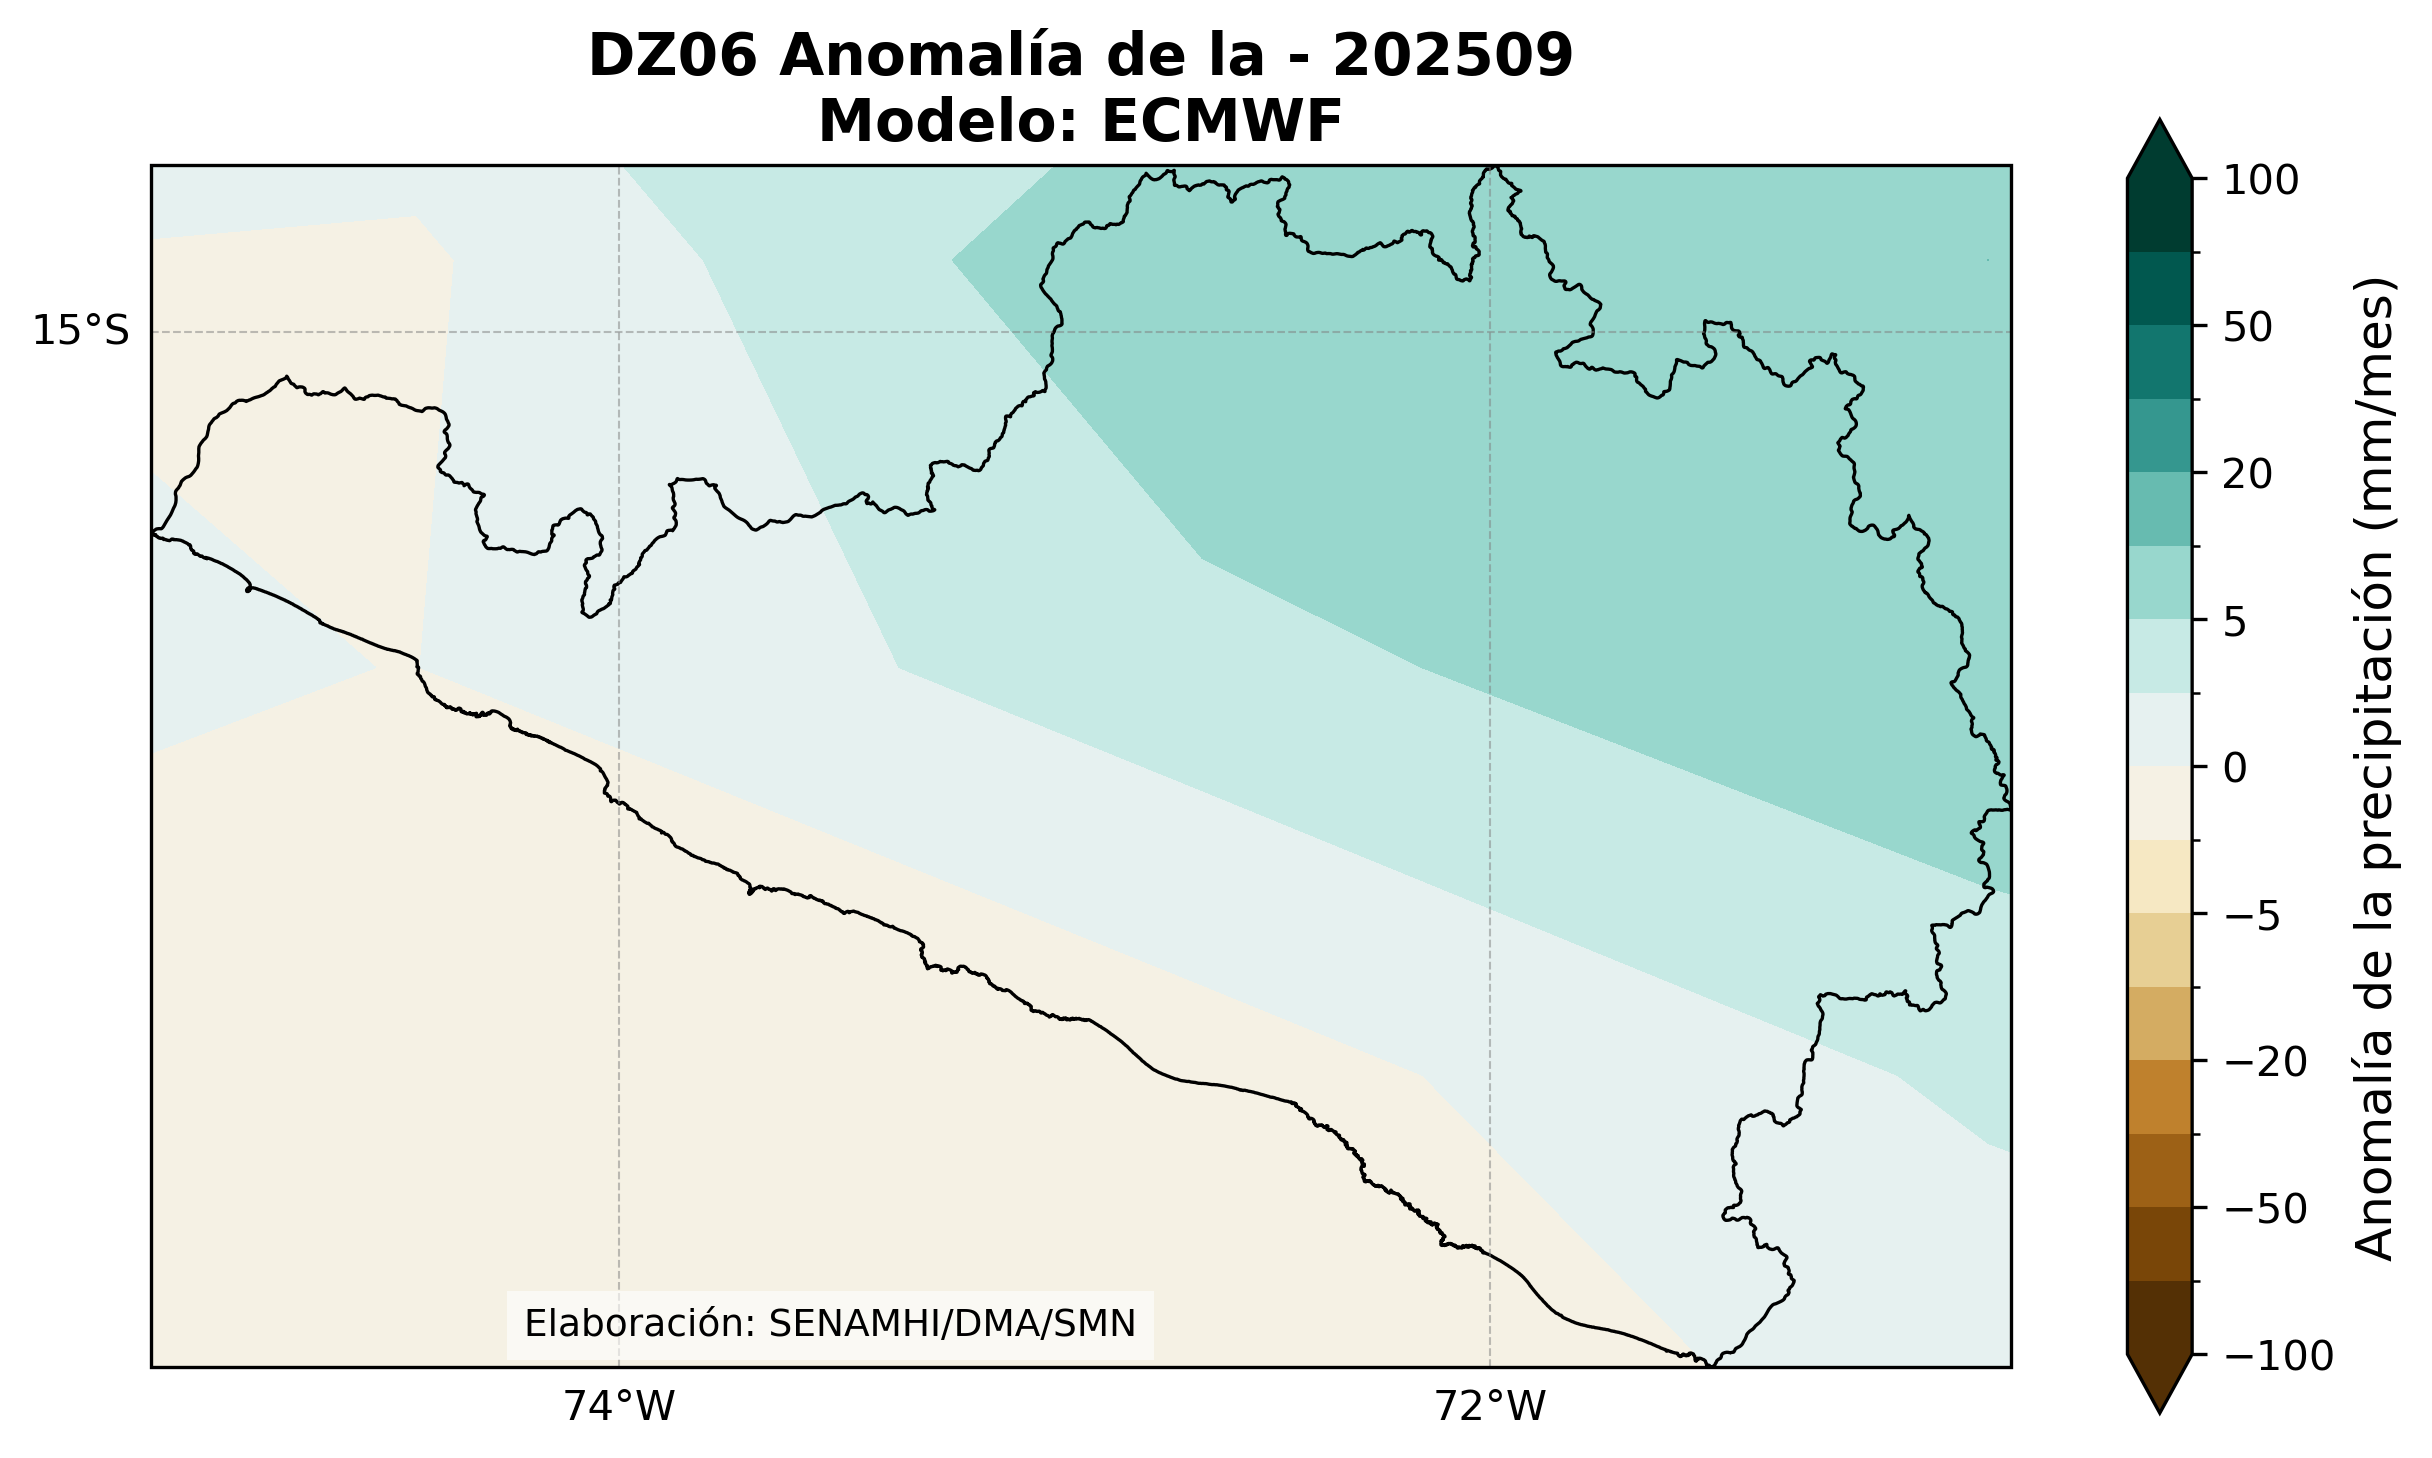 DZ06 Anomalía de la - 202509
Modelo: ECMWF
15°S
74°W
72°W
Elaboración: SENAMHI/DMA/SMN
100
50
20
5
0
−5
−20
−50
−100
Anomalía de la precipitación (mm/mes)